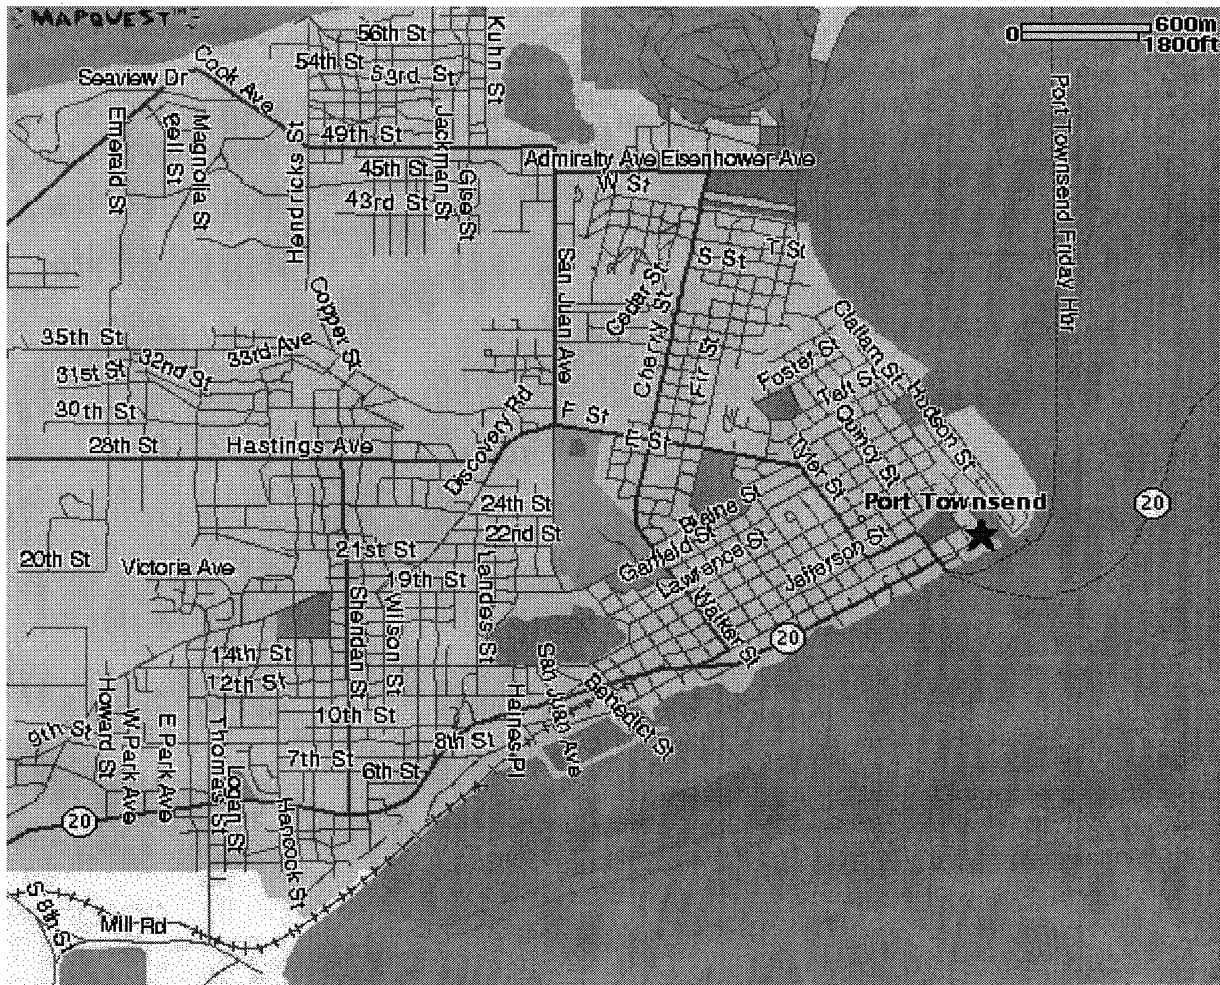 MAPQUEST
600m
0
1800ft
56th St
Kuhn St
54th St
53rd St
Cook Ave
Seaview Dr
Emerald St
Magnolia St
gell St
Hendricks St
49th St
Jackman St
45th St
43rd St
Gise St
Admiralty Ave
Eisenhower Ave
W St
Port Townsend Friday Hbr
S St
T St
San Juan Ave
Cedar St
Cherry St
Fir St
Copper St
35th St
33rd Ave
32nd St
31st St
30th St
28th St
Hastings Ave
Discovery Rd
F St
F St
Clallam St
Foster St
Taft St
Hudson St
Quincy St
Tyler St
Port Townsend
20
24th St
22nd St
Blaine St
Garfield St
Lawrence St
Jefferson St
Walker St
20
20th St
21st St
Victoria Ave
19th St
Landes St
Sheridan St
Wilson St
14th St
12th St
10th St
San Juan Ave
Benedict St
Haines Pl
Howard St
W Park Ave
E Park Ave
Thomas St
Logan St
9th St
8th St
7th St
6th St
Hancock St
20
S 8th St
Mill Rd